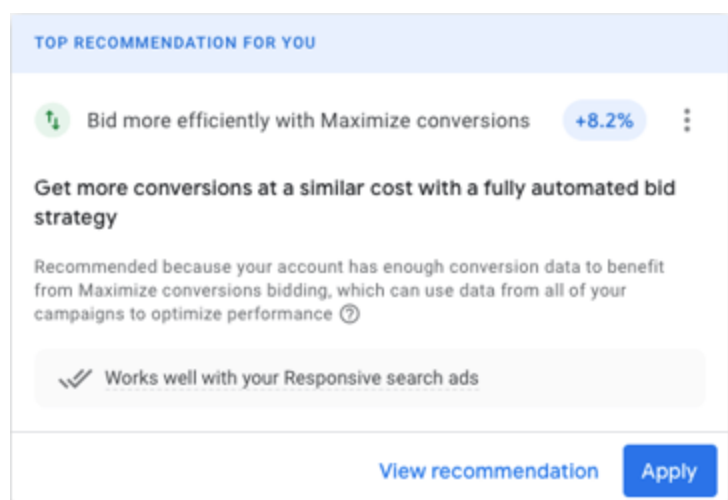 TOP RECOMMENDATION FOR YOU
Bid more efficiently with Maximize conversions +8.2%
Get more conversions at a similar cost with a fully automated bid
strategy
Recommended because your account has enough conversion data to benefit
from Maximize conversions bidding, which can use data from all of your
campaigns to optimize performance
Works well with your Responsive search ads
View recommendation Apply